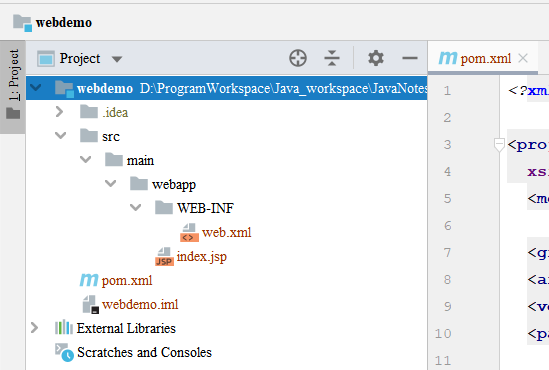 webdemo
1: Project
Project
webdemo D:\ProgramWorkspace\Java_workspace\JavaNotes
.idea
src
main
webapp
WEB-INF
web.xml
index.jsp
JSP
m pom.xml
webdemo.iml
External Libraries
Scratches and Consoles
m pom.xml
1 <?xm
2
3 <pro
4 xs
5 <m
6
7 <g
8 <a
9 <v
10 <pa
11